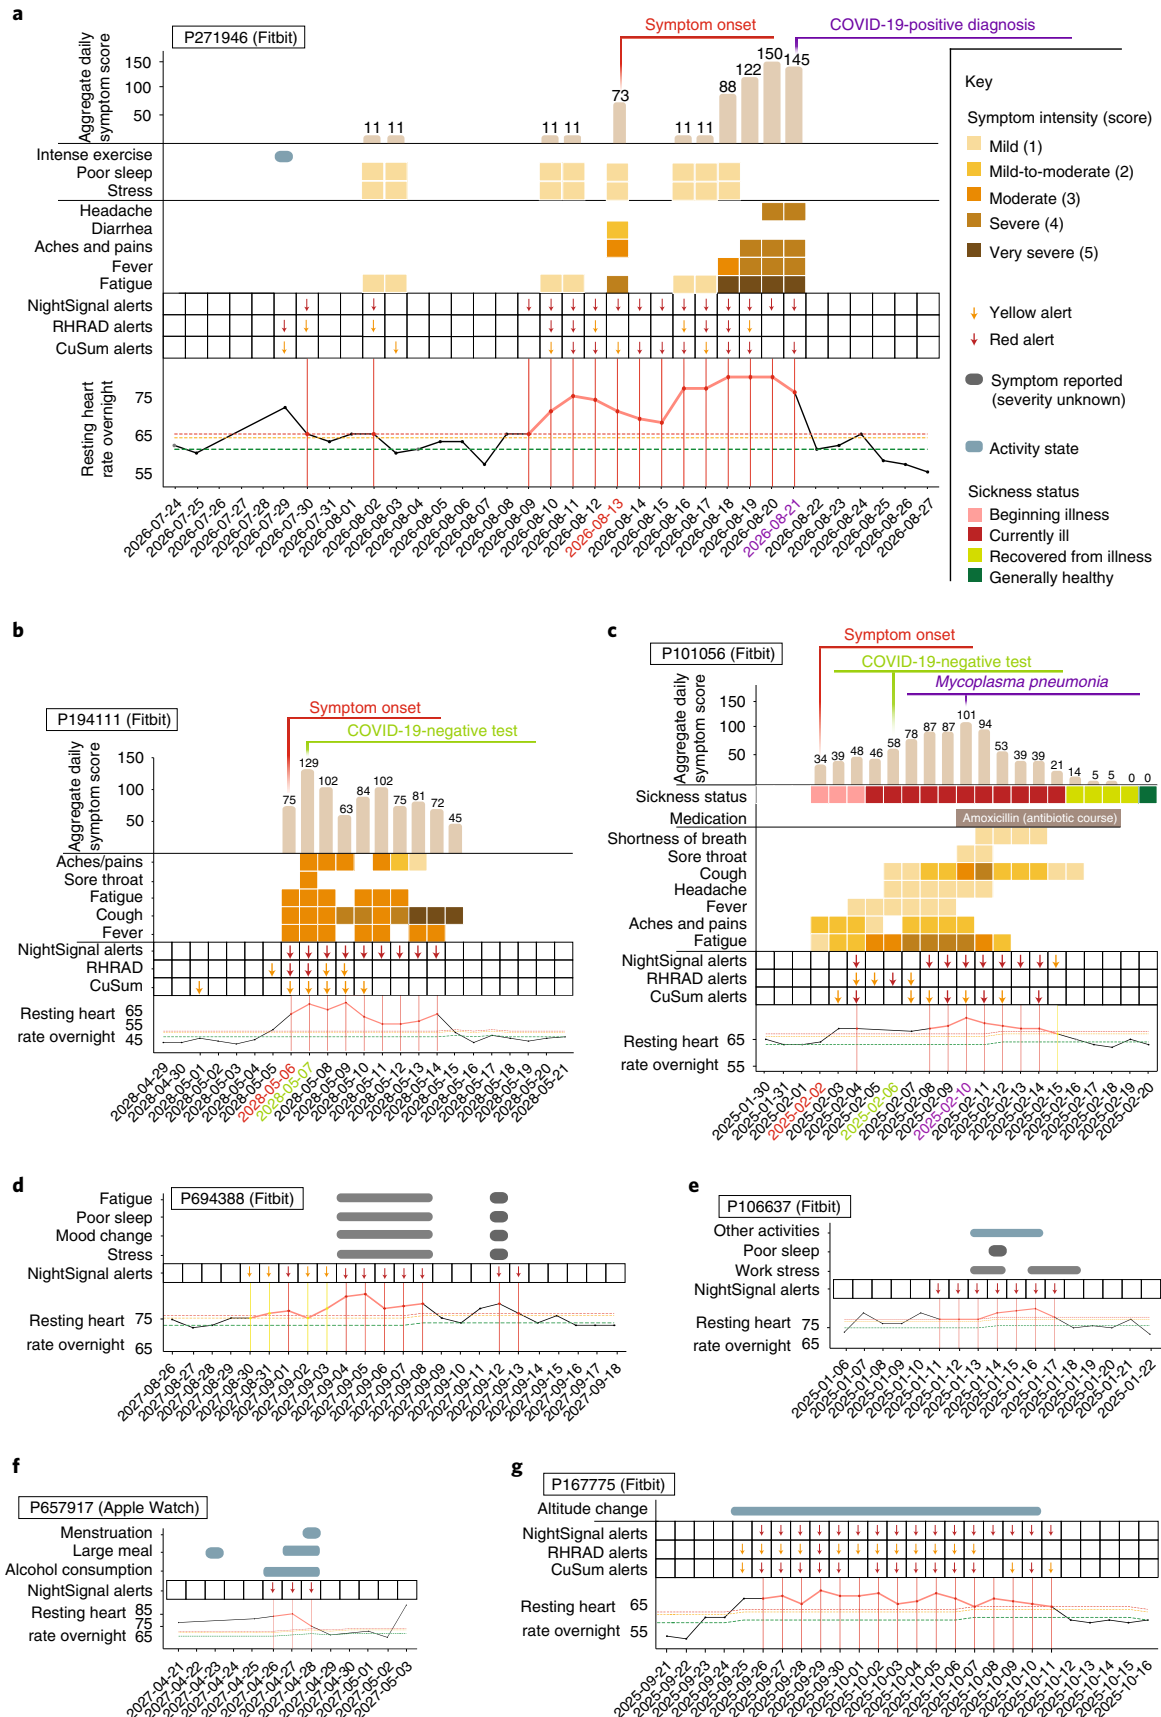 a
P271946 (Fitbit)
Symptom onset
COVID-19-positive diagnosis
Aggregate daily
symptom score
150
100
50
11
11
11
11
73
11
11
88
122
150
145
Intense exercise
Poor sleep
Stress
Headache
Diarrhea
Aches and pains
Fever
Fatigue
NightSignal alerts
RHRAD alerts
CuSum alerts
Resting heart
rate overnight
75
65
55
2026-07-24
2026-07-25
2026-07-26
2026-07-27
2026-07-28
2026-07-29
2026-07-30
2026-07-31
2026-08-01
2026-08-02
2026-08-03
2026-08-04
2026-08-05
2026-08-06
2026-08-07
2026-08-08
2026-08-09
2026-08-10
2026-08-11
2026-08-12
2026-08-13
2026-08-14
2026-08-15
2026-08-16
2026-08-17
2026-08-18
2026-08-19
2026-08-20
2026-08-21
2026-08-22
2026-08-23
2026-08-24
2026-08-25
2026-08-26
2026-08-27
Key
Symptom intensity (score)
Mild (1)
Mild-to-moderate (2)
Moderate (3)
Severe (4)
Very severe (5)
Yellow alert
Red alert
Symptom reported
(severity unknown)
Activity state
Sickness status
Beginning illness
Currently ill
Recovered from illness
Generally healthy
b
P194111 (Fitbit)
Symptom onset
COVID-19-negative test
Aggregate daily
symptom score
150
100
50
75
129
102
63
84
102
75
81
72
45
Aches/pains
Sore throat
Fatigue
Cough
Fever
NightSignal alerts
RHRAD
CuSum
Resting heart
rate overnight
65
55
45
2028-04-29
2028-04-30
2028-05-01
2028-05-02
2028-05-03
2028-05-04
2028-05-05
2028-05-06
2028-05-07
2028-05-08
2028-05-09
2028-05-10
2028-05-11
2028-05-12
2028-05-13
2028-05-14
2028-05-15
2028-05-16
2028-05-17
2028-05-18
2028-05-19
2028-05-20
2028-05-21
c
P101056 (Fitbit)
Symptom onset
COVID-19-negative test
Mycoplasma pneumonia
Aggregate daily
symptom score
150
100
50
34
39
48
46
58
78
87
87
101
94
53
39
39
21
14
5
5
0
0
Sickness status
Medication
Amoxicillin (antibiotic course)
Shortness of breath
Sore throat
Cough
Headache
Fever
Aches and pains
Fatigue
NightSignal alerts
RHRAD alerts
CuSum alerts
Resting heart
rate overnight
65
55
2025-01-30
2025-01-31
2025-02-01
2025-02-02
2025-02-03
2025-02-04
2025-02-05
2025-02-06
2025-02-07
2025-02-08
2025-02-09
2025-02-10
2025-02-11
2025-02-12
2025-02-13
2025-02-14
2025-02-15
2025-02-16
2025-02-17
2025-02-18
2025-02-19
2025-02-20
d
P694388 (Fitbit)
Fatigue
Poor sleep
Mood change
Stress
NightSignal alerts
Resting heart
rate overnight
75
65
2027-08-26
2027-08-27
2027-08-28
2027-08-29
2027-08-30
2027-08-31
2027-09-01
2027-09-02
2027-09-03
2027-09-04
2027-09-05
2027-09-06
2027-09-07
2027-09-08
2027-09-09
2027-09-10
2027-09-11
2027-09-12
2027-09-13
2027-09-14
2027-09-15
2027-09-16
2027-09-17
2027-09-18
e
P106637 (Fitbit)
Other activities
Poor sleep
Work stress
NightSignal alerts
Resting heart
rate overnight
75
65
2025-01-06
2025-01-07
2025-01-08
2025-01-09
2025-01-10
2025-01-11
2025-01-12
2025-01-13
2025-01-14
2025-01-15
2025-01-16
2025-01-17
2025-01-18
2025-01-19
2025-01-20
2025-01-21
2025-01-22
f
P657917 (Apple Watch)
Menstruation
Large meal
Alcohol consumption
NightSignal alerts
Resting heart
rate overnight
85
75
65
2027-04-21
2027-04-22
2027-04-23
2027-04-24
2027-04-25
2027-04-26
2027-04-27
2027-04-28
2027-04-29
2027-04-30
2027-05-01
2027-05-02
2027-05-03
g
P167775 (Fitbit)
Altitude change
NightSignal alerts
RHRAD alerts
CuSum alerts
Resting heart
rate overnight
65
55
2025-09-21
2025-09-22
2025-09-23
2025-09-24
2025-09-25
2025-09-26
2025-09-27
2025-09-28
2025-09-29
2025-09-30
2025-10-01
2025-10-02
2025-10-03
2025-10-04
2025-10-05
2025-10-06
2025-10-07
2025-10-08
2025-10-09
2025-10-10
2025-10-11
2025-10-12
2025-10-13
2025-10-14
2025-10-15
2025-10-16